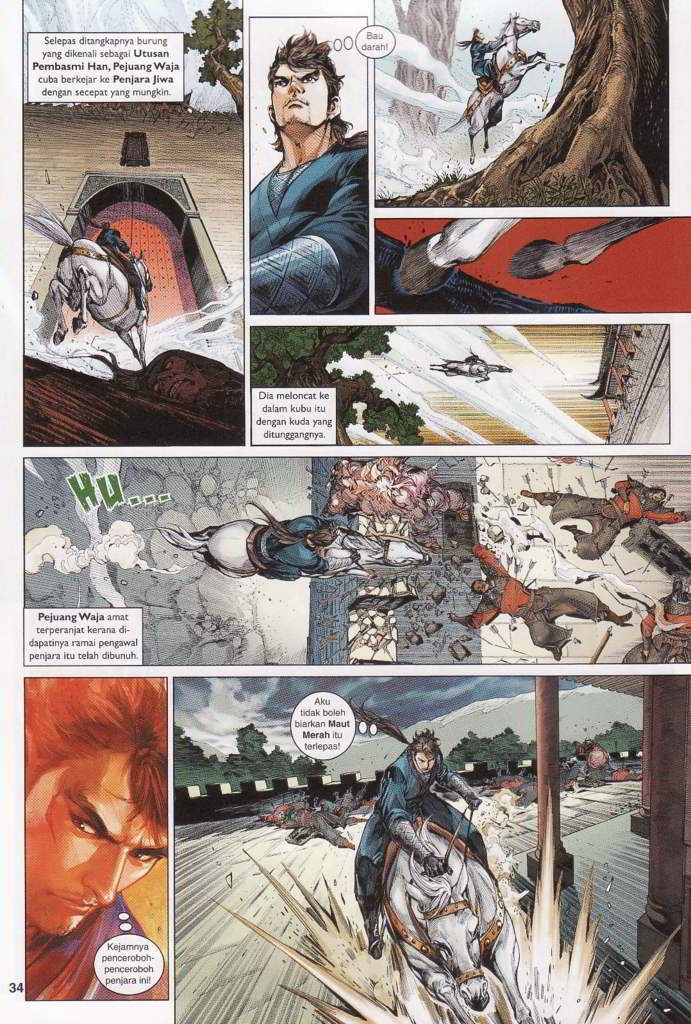 Selepas ditangkapnya burung
yang dikenali sebagai Utusan
Pembasmi Han, Pejuang Waja
cuba berkejar ke Penjara Jiwa
dengan secepat yang mungkin.
Bau
darah!
Dia meloncat ke
dalam kubu itu
dengan kuda yang
ditunggangnya.
HU...
Pejuang Waja amat
terperanjat kerana di-
dapatinya ramai pengawal
penjara itu telah dibunuh.
Kejamnya
penceroboh-
penceroboh
penjara ini!
Aku
tidak boleh
biarkan Maut
Merah itu
terlepas!
34